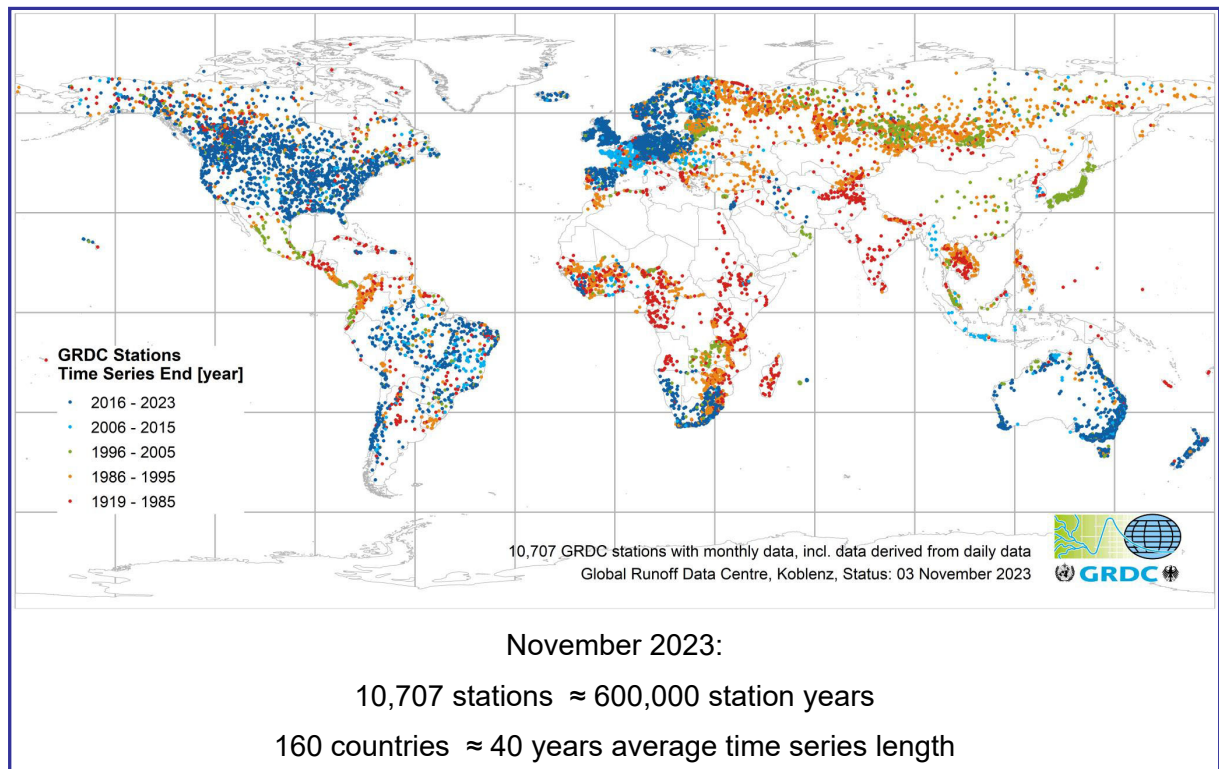 GRDC Stations
Time Series End [year]
2016 - 2023
2006 - 2015
1996 - 2005
1986 - 1995
1919 - 1985
10,707 GRDC stations with monthly data, incl. data derived from daily data
Global Runoff Data Centre, Koblenz, Status: 03 November 2023
GRDC
November 2023:
10,707 stations ≈ 600,000 station years
160 countries ≈ 40 years average time series length